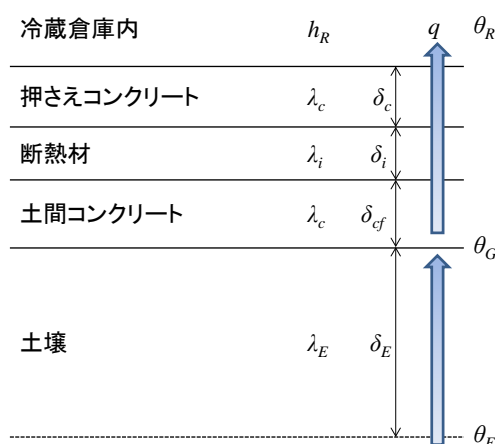 冷蔵倉庫内 h_R q θ_R
押さえコンクリート λ_c δ_c
断熱材 λ_i δ_i
土間コンクリート λ_c δ_cf
θ_G
土壌 λ_E δ_E
θ_E